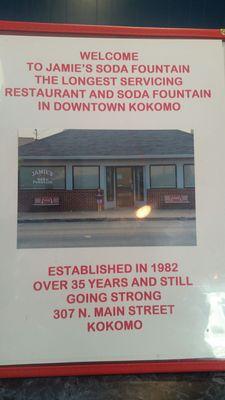 WELCOME
TO JAMIE'S SODA FOUNTAIN
THE LONGEST SERVICING
RESTAURANT AND SODA FOUNTAIN
IN DOWNTOWN KOKOMO
JAMIE'S
SODA
FOUNTAIN
ESTABLISHED IN 1982
OVER 35 YEARS AND STILL
GOING STRONG
307 N. MAIN STREET
KOKOMO